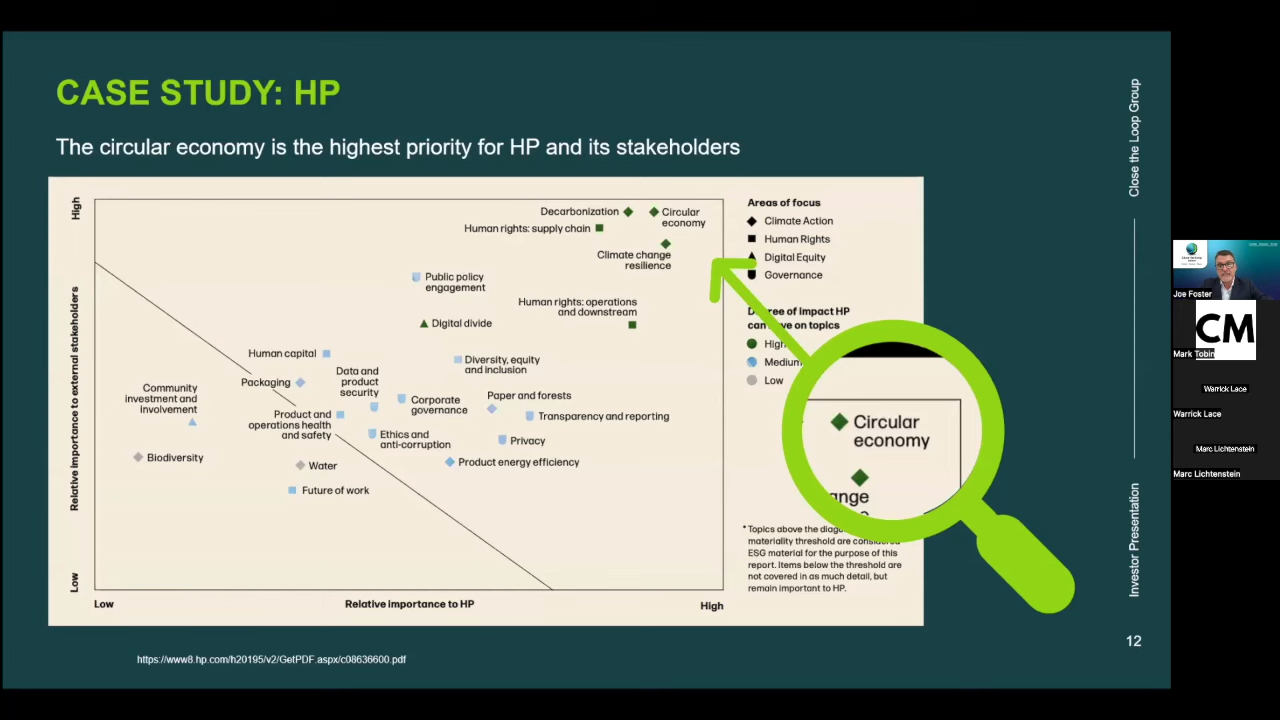 CASE STUDY: HP
The circular economy is the highest priority for HP and its stakeholders
High
Relative importance to external stakeholders
Low
Decarbonization
Circular
economy
Human rights: supply chain
Climate change
resilience
Public policy
engagement
Human rights: operations
and downstream
Digital divide
Human capital
Diversity, equity
and inclusion
Packaging
Data and
product
security
Community
investment and
involvement
Corporate
governance
Paper and forests
Product and
operations health
and safety
Transparency and reporting
Ethics and
anti-corruption
Privacy
Biodiversity
Water
Product energy efficiency
Future of work
Low
Relative importance to HP
High
Areas of focus
Climate Action
Human Rights
Digital Equity
Governance
of impact HP
can on topics
High
Medium
Low
Circular
economy
* Topics above the
materiality threshold are considered
ESG material for the purpose of this
report. Items below the threshold are
not covered in as much detail, but
remain important to HP.
https://www8.hp.com/h20195/v2/GetPDF.aspx/c08636600.pdf
Close the Loop Group
Investor Presentation
12
Joe Foster
CM
Mark Tobin
Warrick Lace
Warrick Lace
Marc Lichtenstein
Marc Lichtenstein